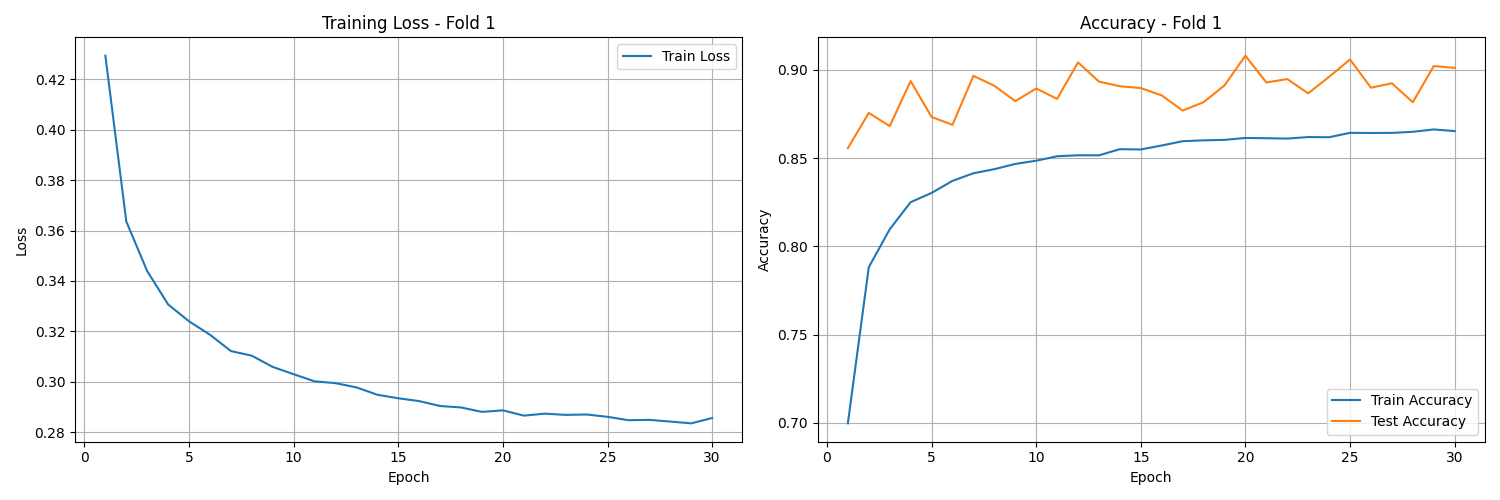 Training Loss - Fold 1
Train Loss
0.42
0.40
0.38
0.36
0.34
0.32
0.30
0.28
Loss
0 5 10 15 20 25 30
Epoch
Accuracy - Fold 1
0.90
0.85
0.80
0.75
0.70
Accuracy
Train Accuracy
Test Accuracy
0 5 10 15 20 25 30
Epoch